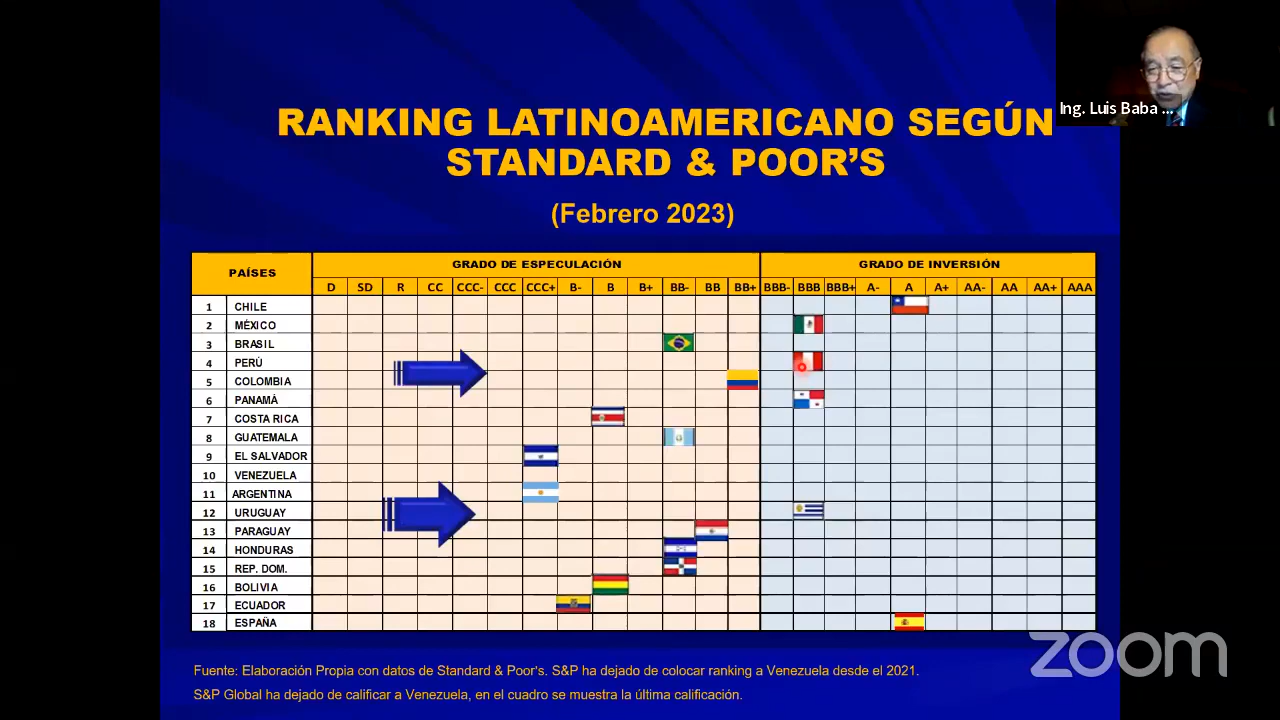 Ing. Luis Baba ...
RANKING LATINOAMERICANO SEGÚN
STANDARD & POOR’S
(Febrero 2023)
PAÍSES GRADO DE ESPECULACIÓN GRADO DE INVERSIÓN
D SD R CC CCC- CCC CCC+ B- B B+ BB- BB BB+ BBB- BBB BBB+ A- A A+ AA- AA AA+ AAA
1 CHILE
2 MÉXICO
3 BRASIL
4 PERÚ
5 COLOMBIA
6 PANAMÁ
7 COSTA RICA
8 GUATEMALA
9 EL SALVADOR
10 VENEZUELA
11 ARGENTINA
12 URUGUAY
13 PARAGUAY
14 HONDURAS
15 REP. DOM.
16 BOLIVIA
17 ECUADOR
18 ESPAÑA
zoom
Fuente: Elaboración Propia con datos de Standard & Poor’s. S&P ha dejado de colocar ranking a Venezuela desde el 2021.
S&P Global ha dejado de calificar a Venezuela, en el cuadro se muestra la última calificación.